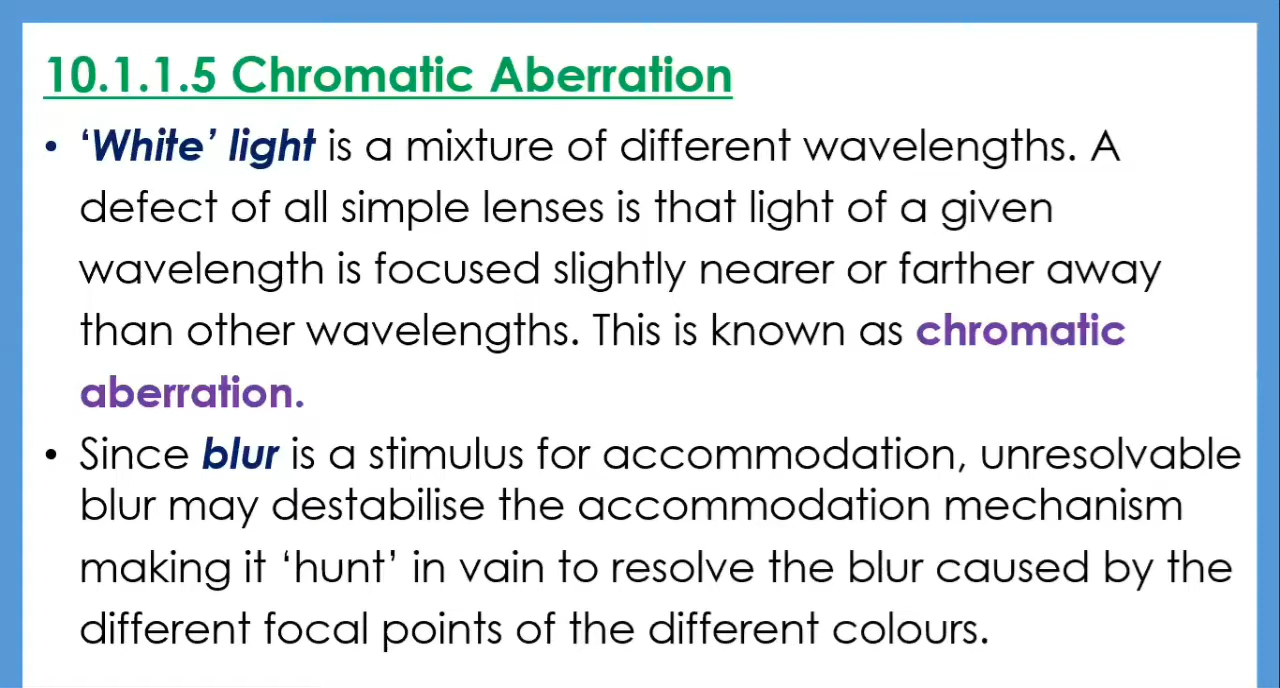 10.1.1.5 Chromatic Aberration
• ‘White’ light is a mixture of different wavelengths. A
defect of all simple lenses is that light of a given
wavelength is focused slightly nearer or farther away
than other wavelengths. This is known as chromatic
aberration.
• Since blur is a stimulus for accommodation, unresolvable
blur may destabilise the accommodation mechanism
making it ‘hunt’ in vain to resolve the blur caused by the
different focal points of the different colours.